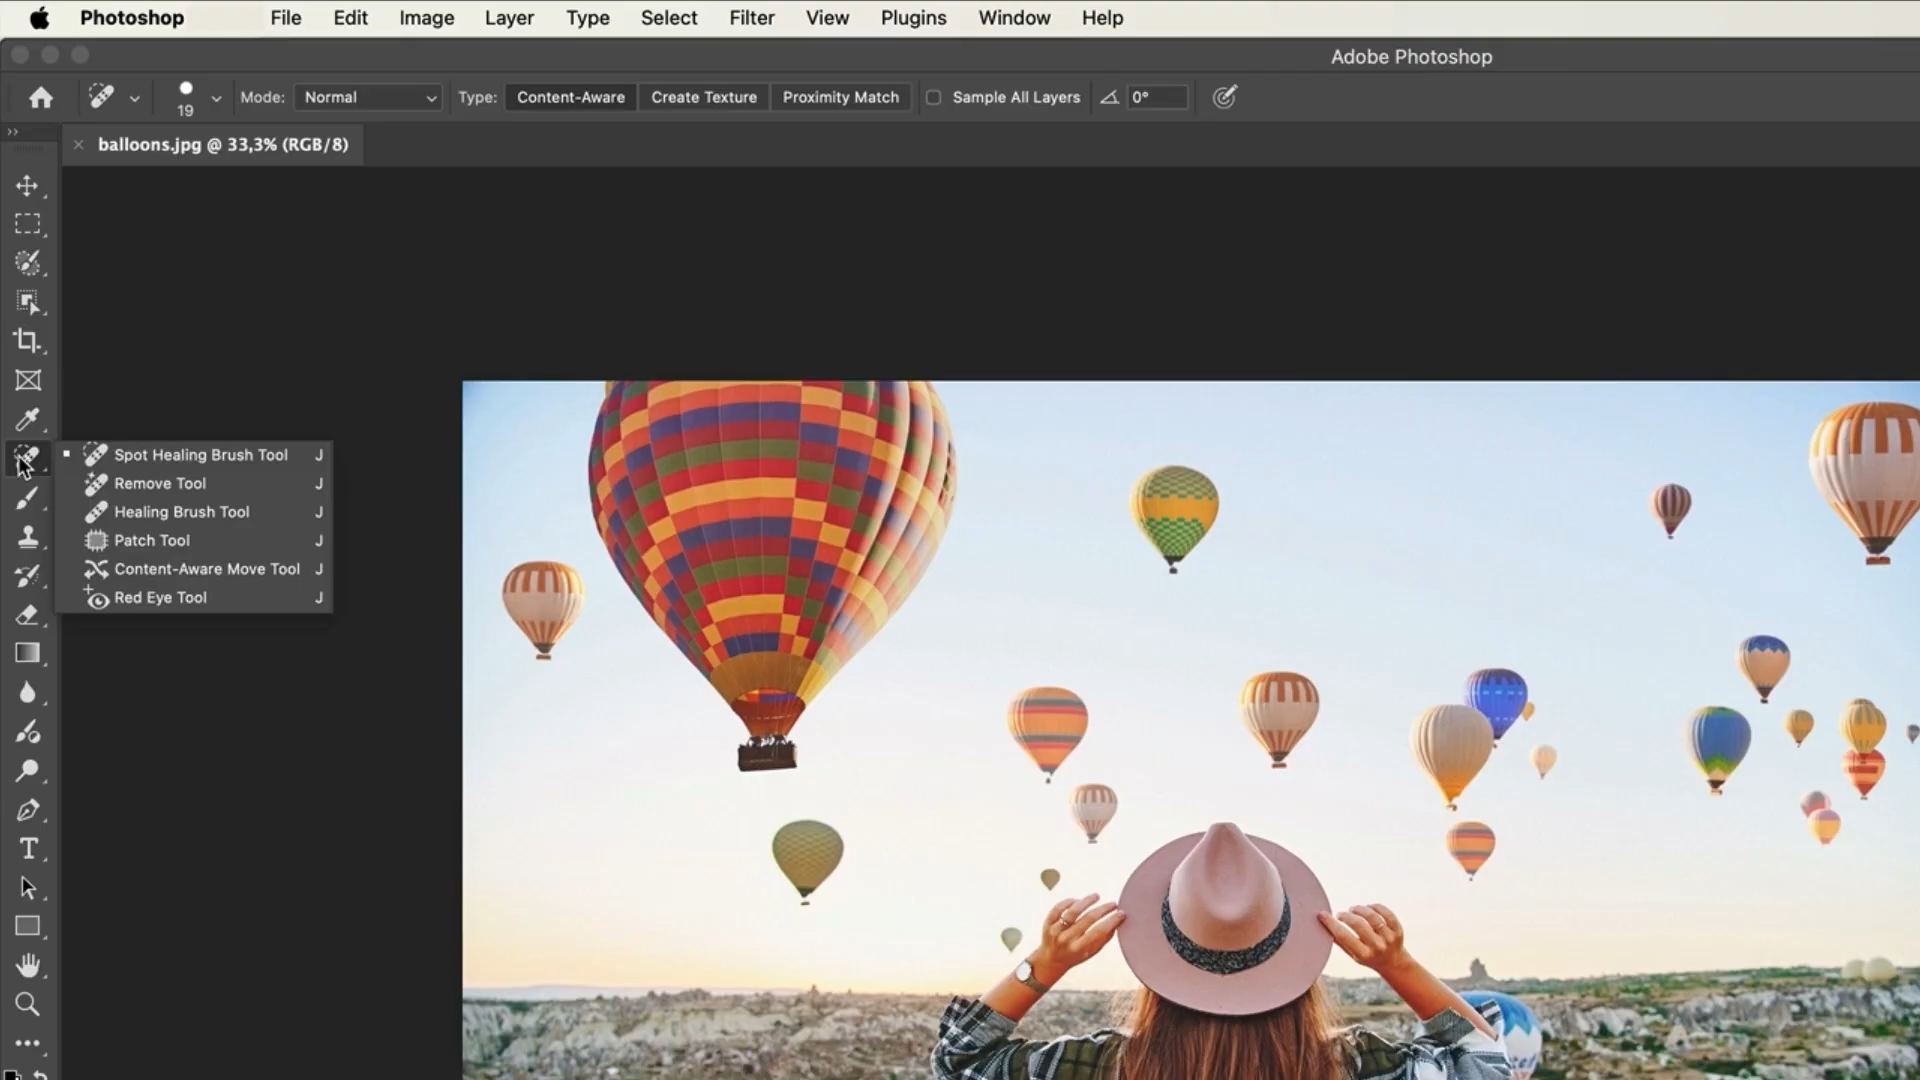 Photoshop File Edit Image Layer Type Select Filter View Plugins Window Help
Adobe Photoshop
19 Mode: Normal Type: Content-Aware Create Texture Proximity Match Sample All Layers 0°
balloons.jpg @ 33,3% (RGB/8)
Spot Healing Brush Tool J
Remove Tool J
Healing Brush Tool J
Patch Tool J
Content-Aware Move Tool J
Red Eye Tool J